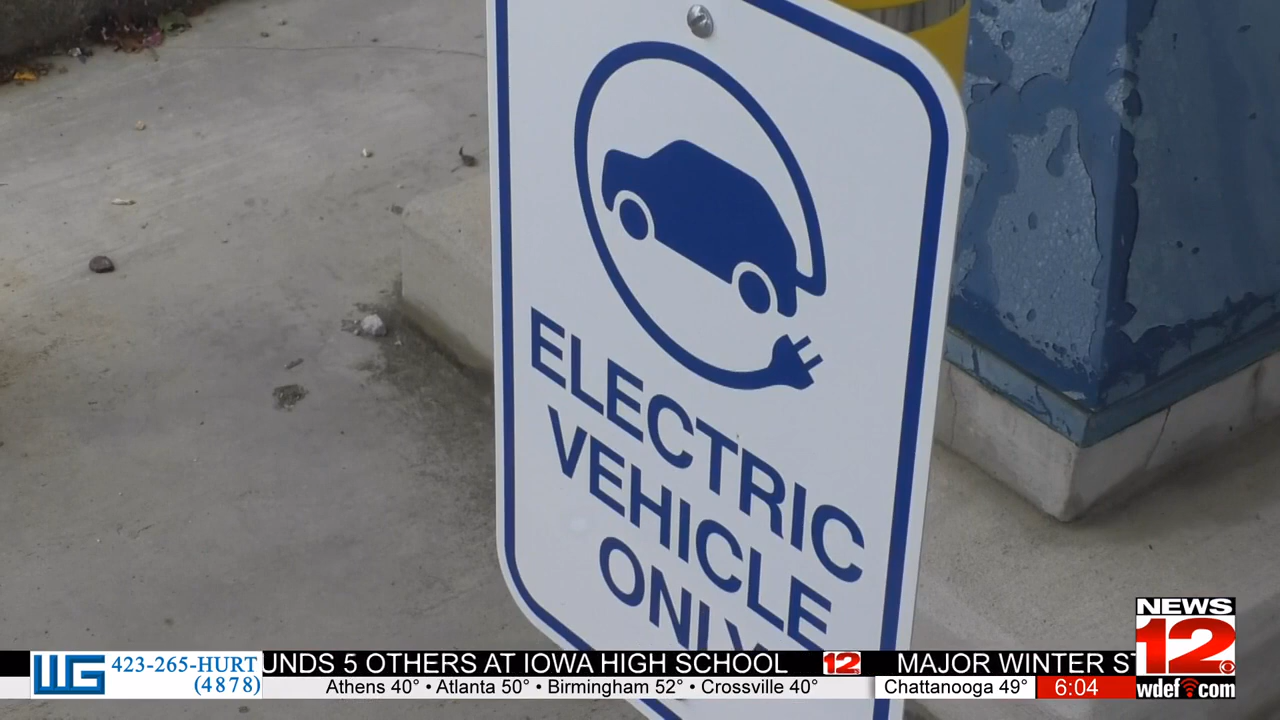 ELECTRIC
VEHICLE
ONLY
NEWS
12
wdef.com
WG 423-265-HURT
(4878)
5 OTHERS AT IOWA HIGH SCHOOL 12 MAJOR WINTER
Athens 40° • Atlanta 50° • Birmingham 52° • Crossville 40° Chattanooga 49° 6:04